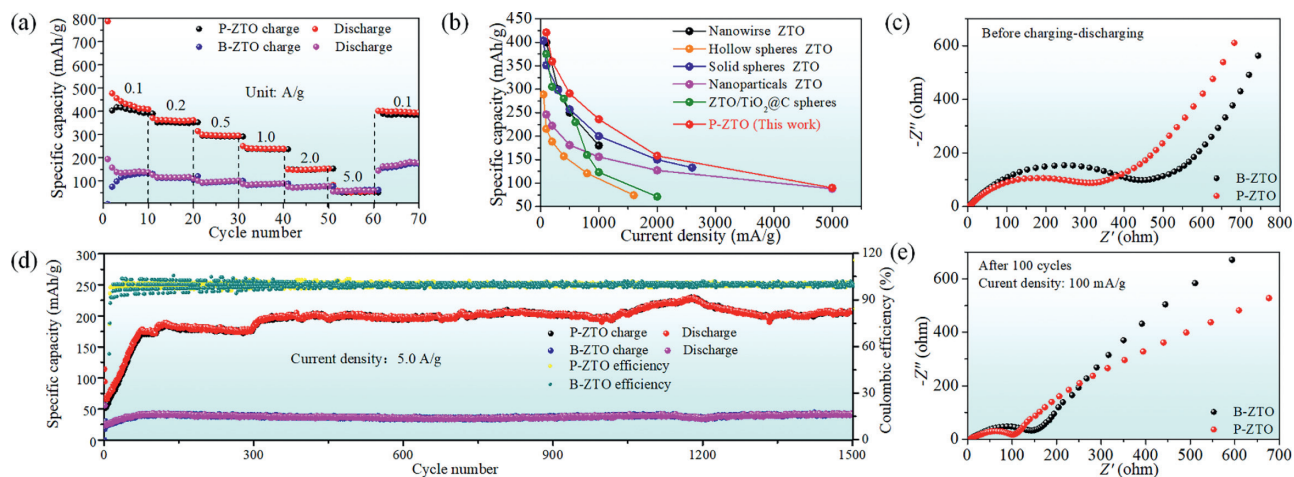 (a)
P-ZTO charge
Discharge
B-ZTO charge
Discharge
Unit: A/g
0.1
0.2
0.5
1.0
2.0
5.0
0.1
800
700
600
500
400
300
200
100
0 10 20 30 40 50 60 70
Cycle number
Specific capacity (mAh/g)
(b)
Nanowirse ZTO
Hollow spheres ZTO
Solid spheres ZTO
Nanoparticals ZTO
ZTO/TiO2@C spheres
P-ZTO (This work)
450
400
350
300
250
200
150
100
50
0 1000 2000 3000 4000 5000
Current density (mA/g)
Specific capacity(mAh/g)
(c)
Before charging-discharging
B-ZTO
P-ZTO
600
400
200
0
0 100 200 300 400 500 600 700 800
Z' (ohm)
-Z" (ohm)
(d)
P-ZTO charge
Discharge
B-ZTO charge
Discharge
P-ZTO efficiency
B-ZTO efficiency
Current density: 5.0 A/g
300
250
200
150
100
50
0
120
100
80
60
40
20
0
0 300 600 900 1200 1500
Cycle number
Specific capacity (mAh/g)
Coulombic efficiency (%)
(e)
After 100 cycles
Curent density: 100 mA/g
B-ZTO
P-ZTO
600
400
200
0
0 100 200 300 400 500 600 700
Z' (ohm)
-Z" (ohm)